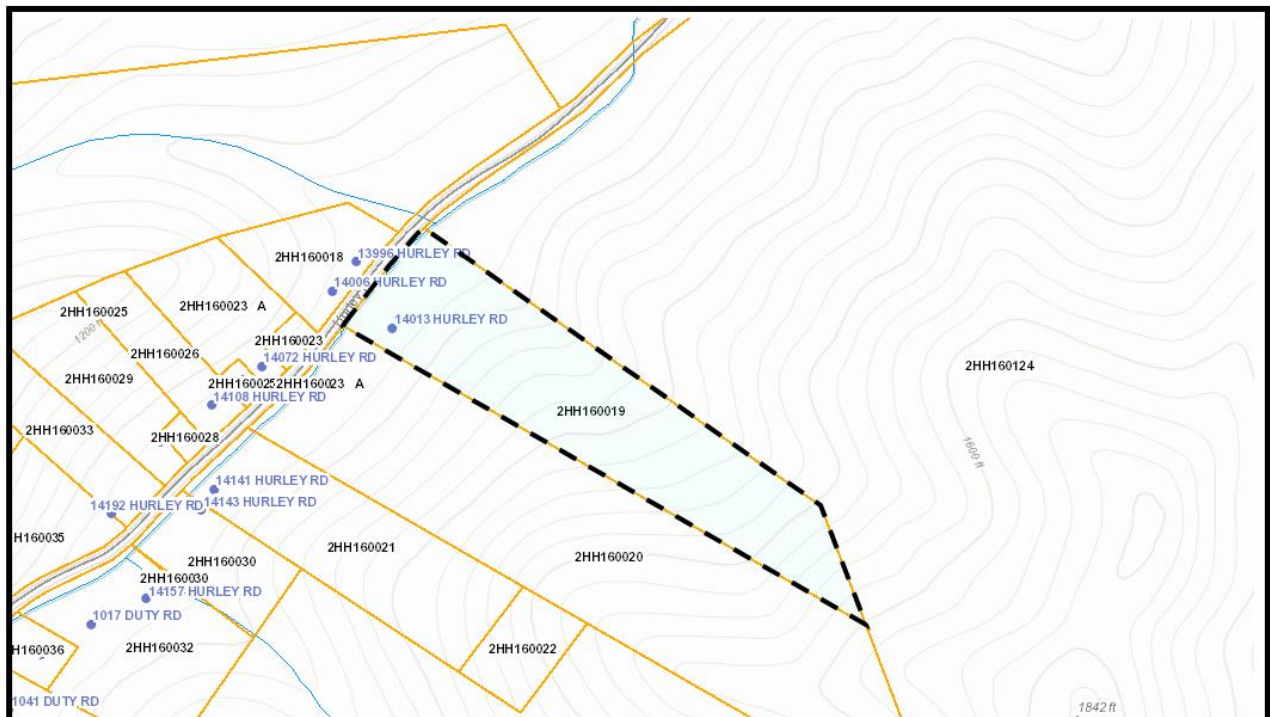 13996 HURLEY RD
2HH160018
14006 HURLEY RD
2HH160023 A
2HH160025
Hurley
14013 HURLEY RD
1200 ft
2HH160023
2HH160026
14072 HURLEY RD
2HH160124
2HH160029
2HH160025
2HH160023 A
14108 HURLEY RD
2HH160019
2HH160033
2HH160028
1600 ft
14141 HURLEY RD
14192 HURLEY RD
14143 HURLEY RD
H160035
2HH160021
2HH160020
2HH160030
2HH160030
14157 HURLEY RD
1017 DUTY RD
2HH160032
2HH160022
HH160036
1041 DUTY RD
1842 ft